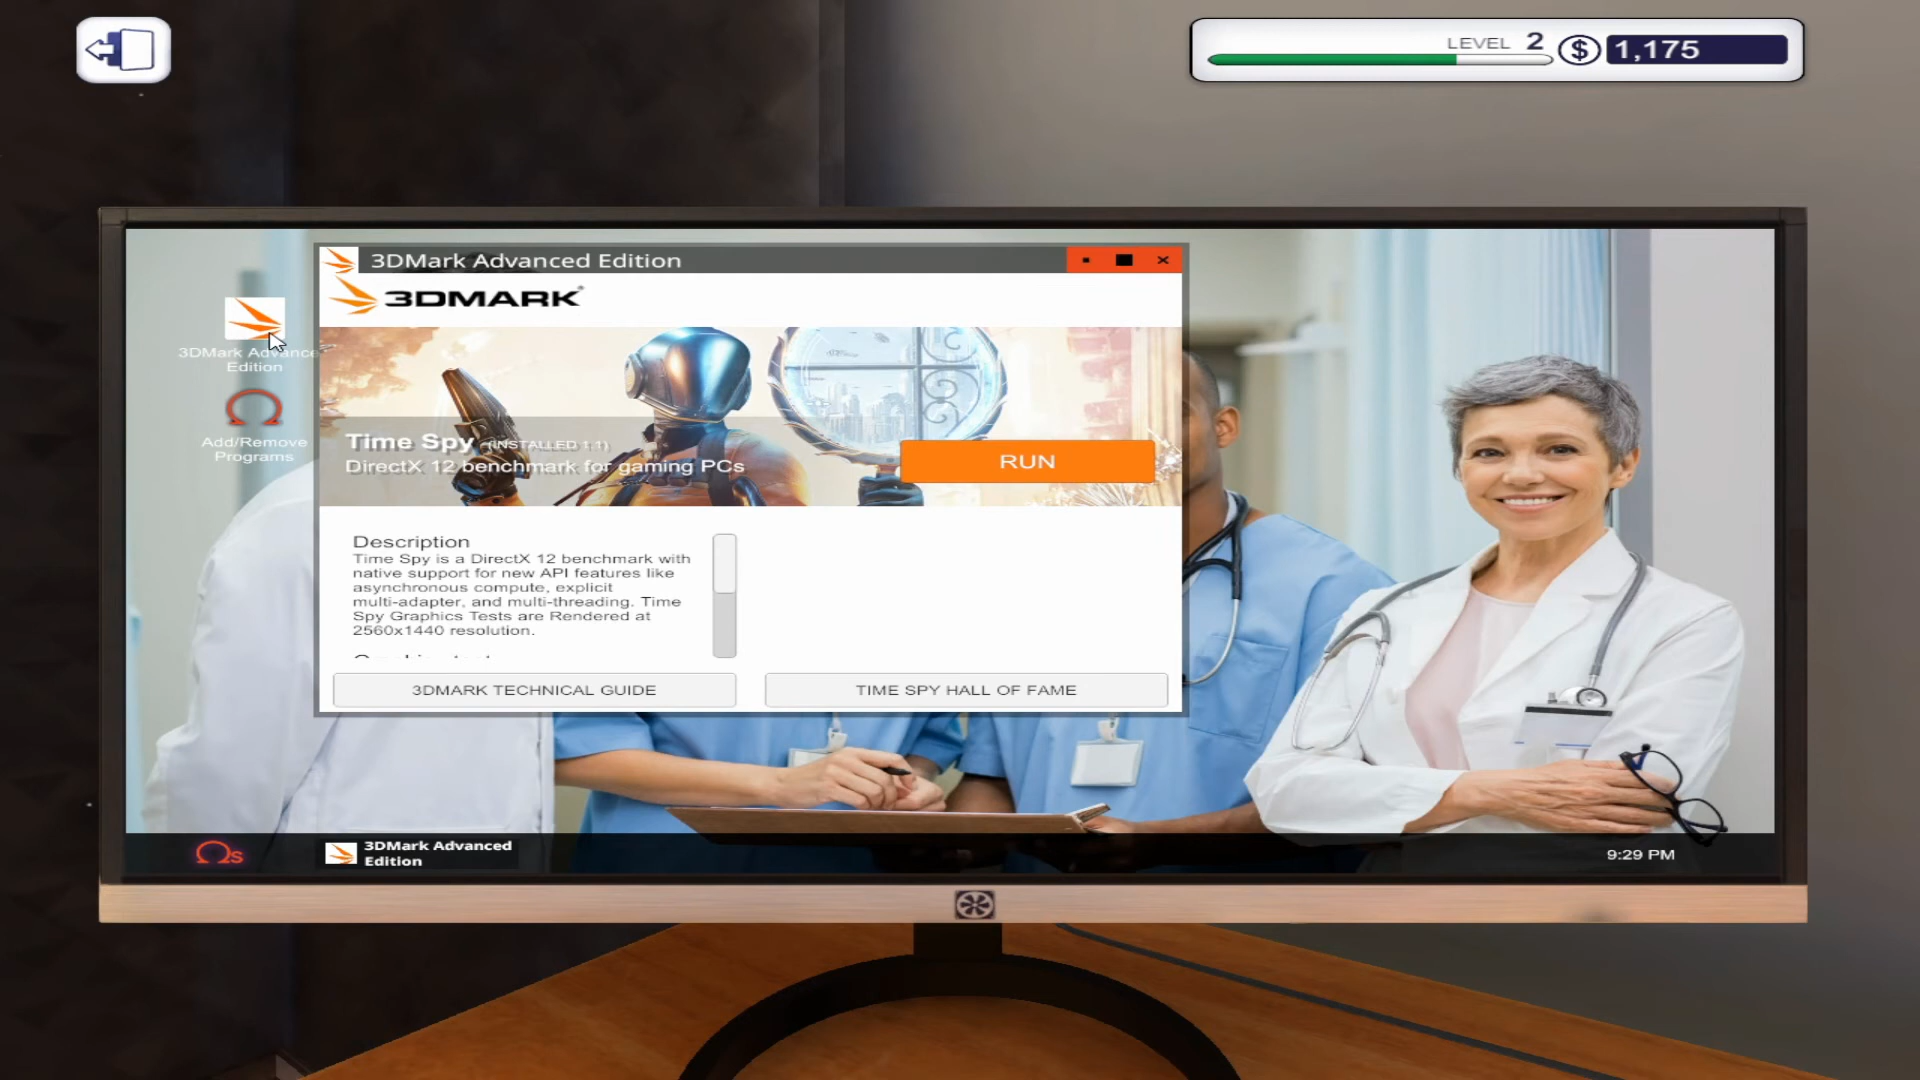 LEVEL 2
$ 1,175
3DMark Advanced Edition
3DMARK
3DMark Advance
Edition
Add/Remove
Programs
Time Spy (INSTALLED 1.1)
DirectX 12 benchmark for gaming PCs
RUN
Description
Time Spy is a DirectX 12 benchmark with
native support for new API features like
asynchronous compute, explicit
multi-adapter, and multi-threading. Time
Spy Graphics Tests are Rendered at
2560x1440 resolution.
3DMARK TECHNICAL GUIDE
TIME SPY HALL OF FAME
Ωs
3DMark Advanced
Edition
9:29 PM